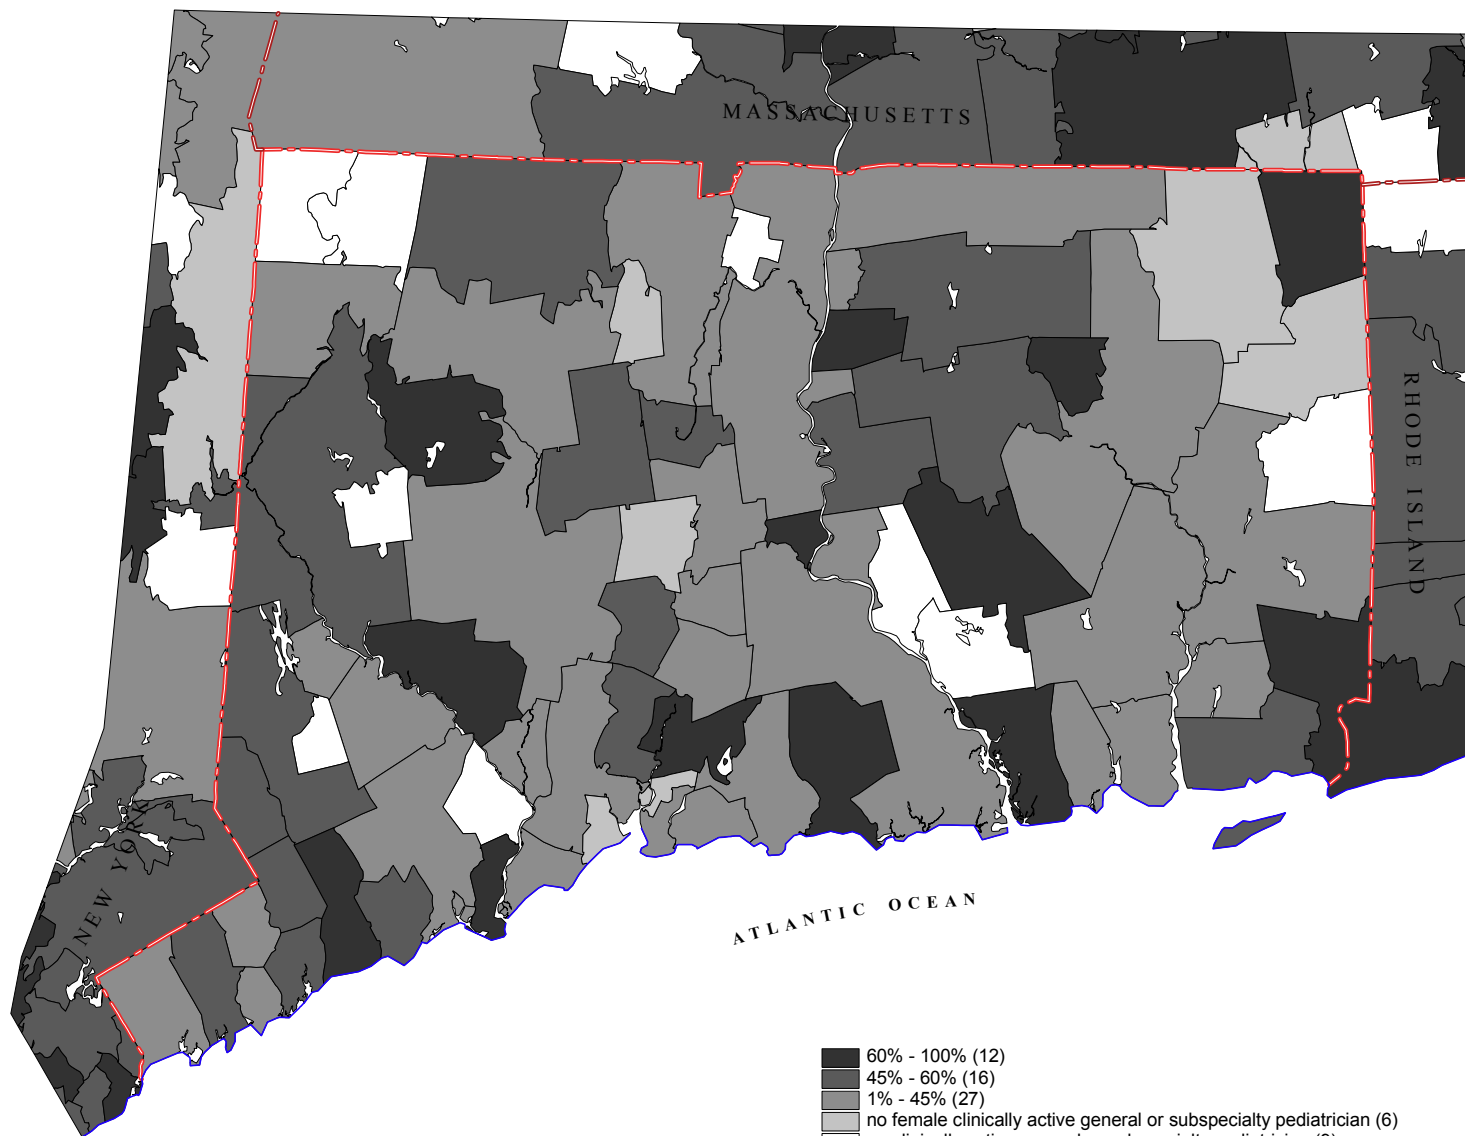 MASSACHUSETTS
RHODE ISLAND
NEW YORK
ATLANTIC OCEAN
60% - 100% (12)
45% - 60% (16)
1% - 45% (27)
no female clinically active general or subspecialty pediatrician (6)